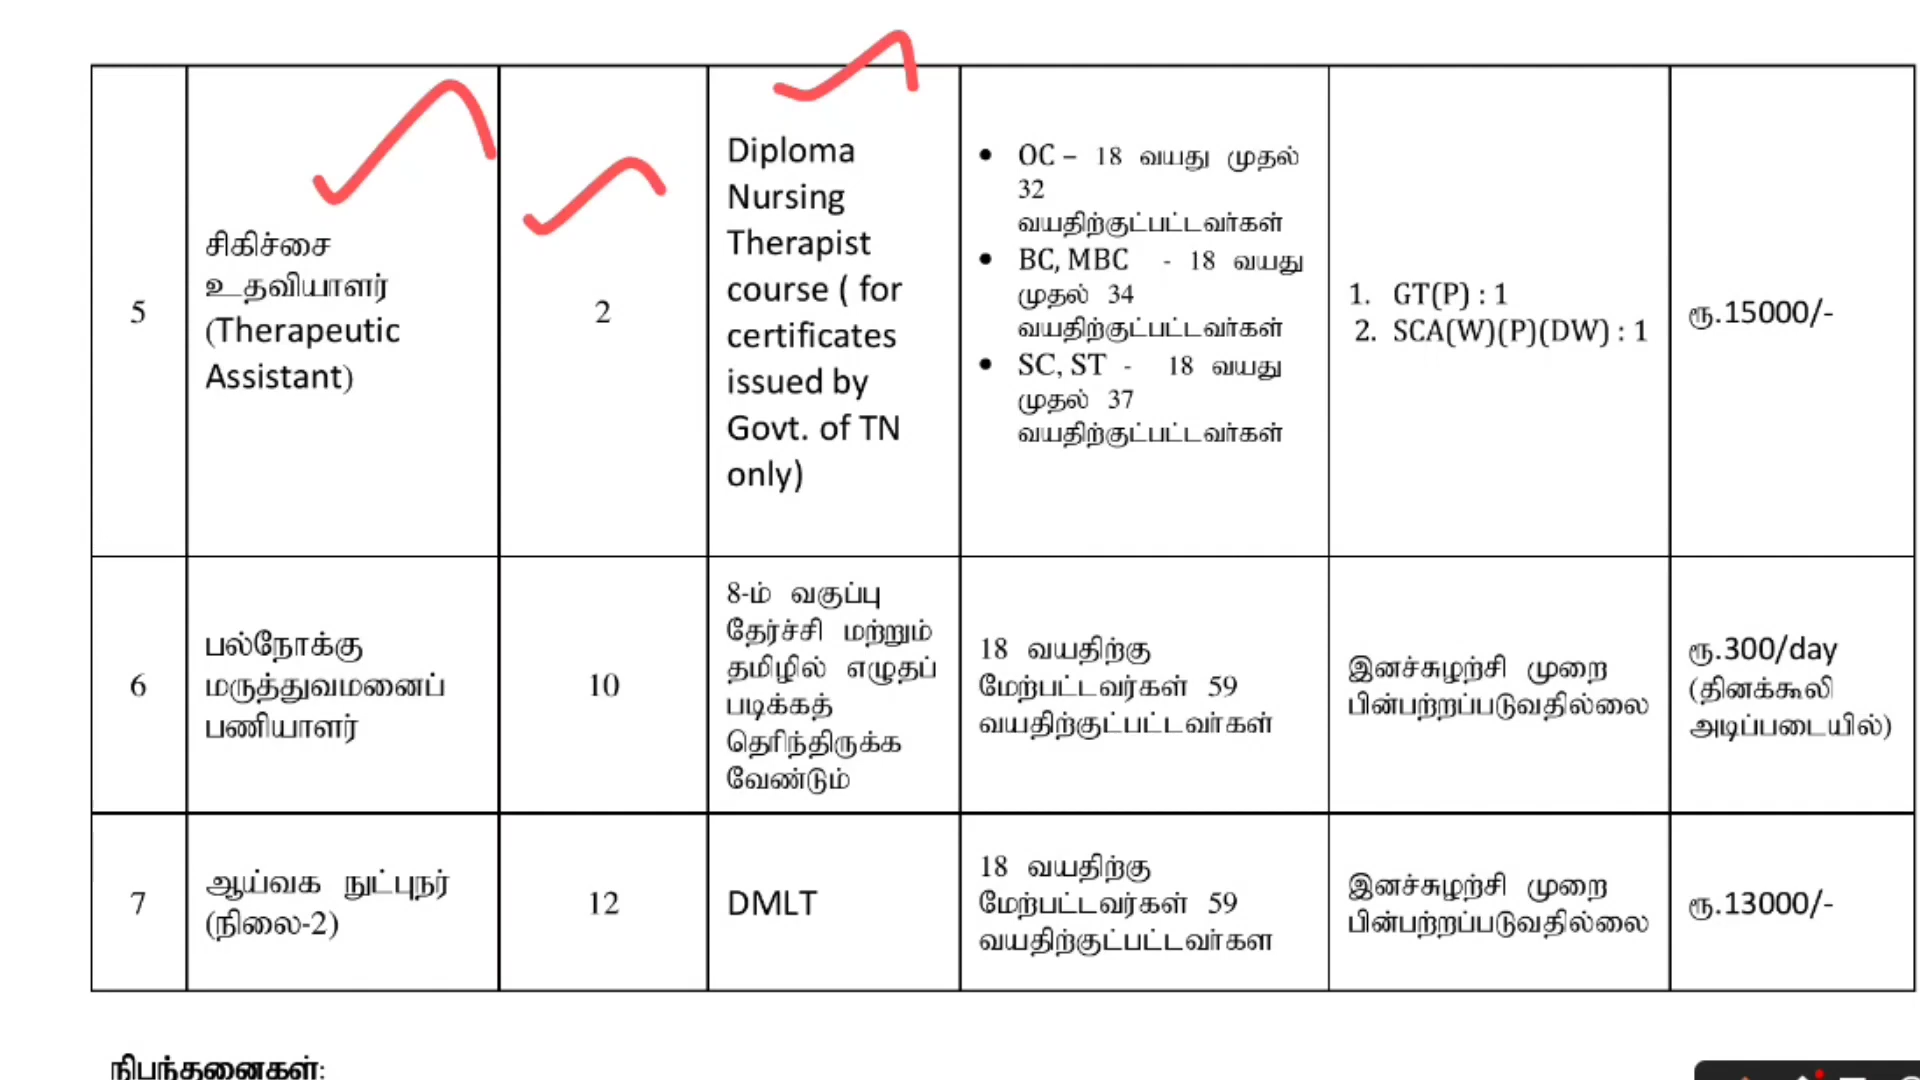 5
சிகிச்சை
உதவியாளர்
(Therapeutic
Assistant)
2
Diploma
Nursing
Therapist
course ( for
certificates
issued by
Govt. of TN
only)
• OC – 18 வயது முதல்
32
வயதிற்குட்பட்டவர்கள்
• BC, MBC - 18 வயது
முதல் 34
வயதிற்குட்பட்டவர்கள்
• SC, ST - 18 வயது
முதல் 37
வயதிற்குட்பட்டவர்கள்
1. GT(P) : 1
2. SCA(W)(P)(DW) : 1
ரூ.15000/-
6
பல்நோக்கு
மருத்துவமனைப்
பணியாளர்
10
8-ம் வகுப்பு
தேர்ச்சி மற்றும்
தமிழில் எழுதப்
படிக்கத்
தெரிந்திருக்க
வேண்டும்
18 வயதிற்கு
மேற்பட்டவர்கள் 59
வயதிற்குட்பட்டவர்கள்
இனச்சுழற்சி முறை
பின்பற்றப்படுவதில்லை
ரூ.300/day
(தினக்கூலி
அடிப்படையில்)
7
ஆய்வக நுட்புநர்
(நிலை-2)
12
DMLT
18 வயதிற்கு
மேற்பட்டவர்கள் 59
வயதிற்குட்பட்டவர்கள
இனச்சுழற்சி முறை
பின்பற்றப்படுவதில்லை
ரூ.13000/-
நிபந்தனைகள்: